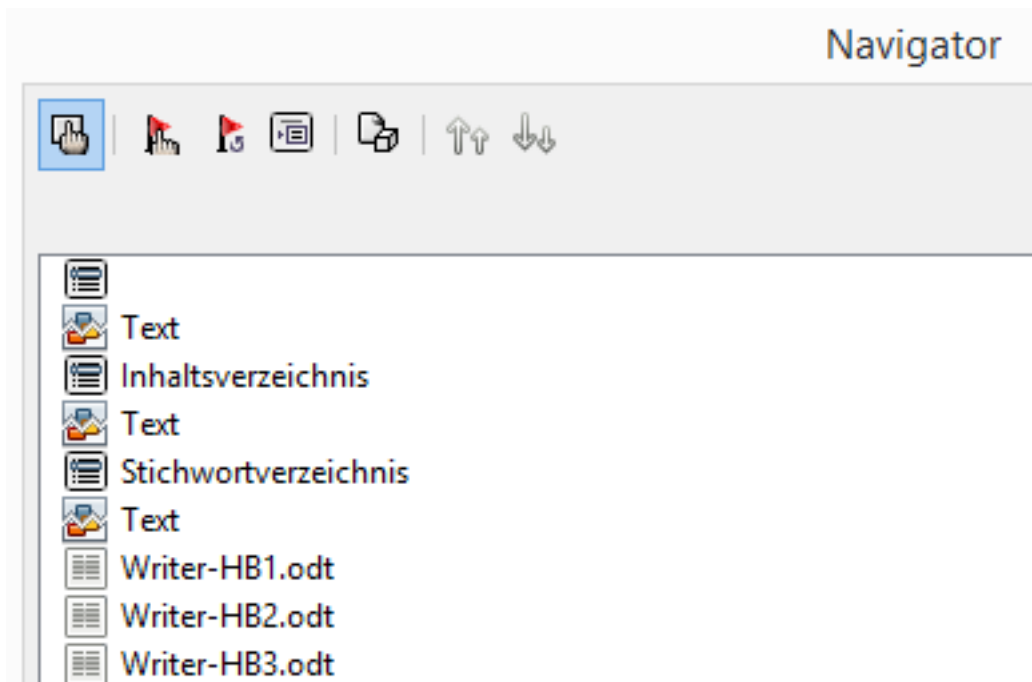 Navigator
Text
Inhaltsverzeichnis
Text
Stichwortverzeichnis
Text
Writer-HB1.odt
Writer-HB2.odt
Writer-HB3.odt